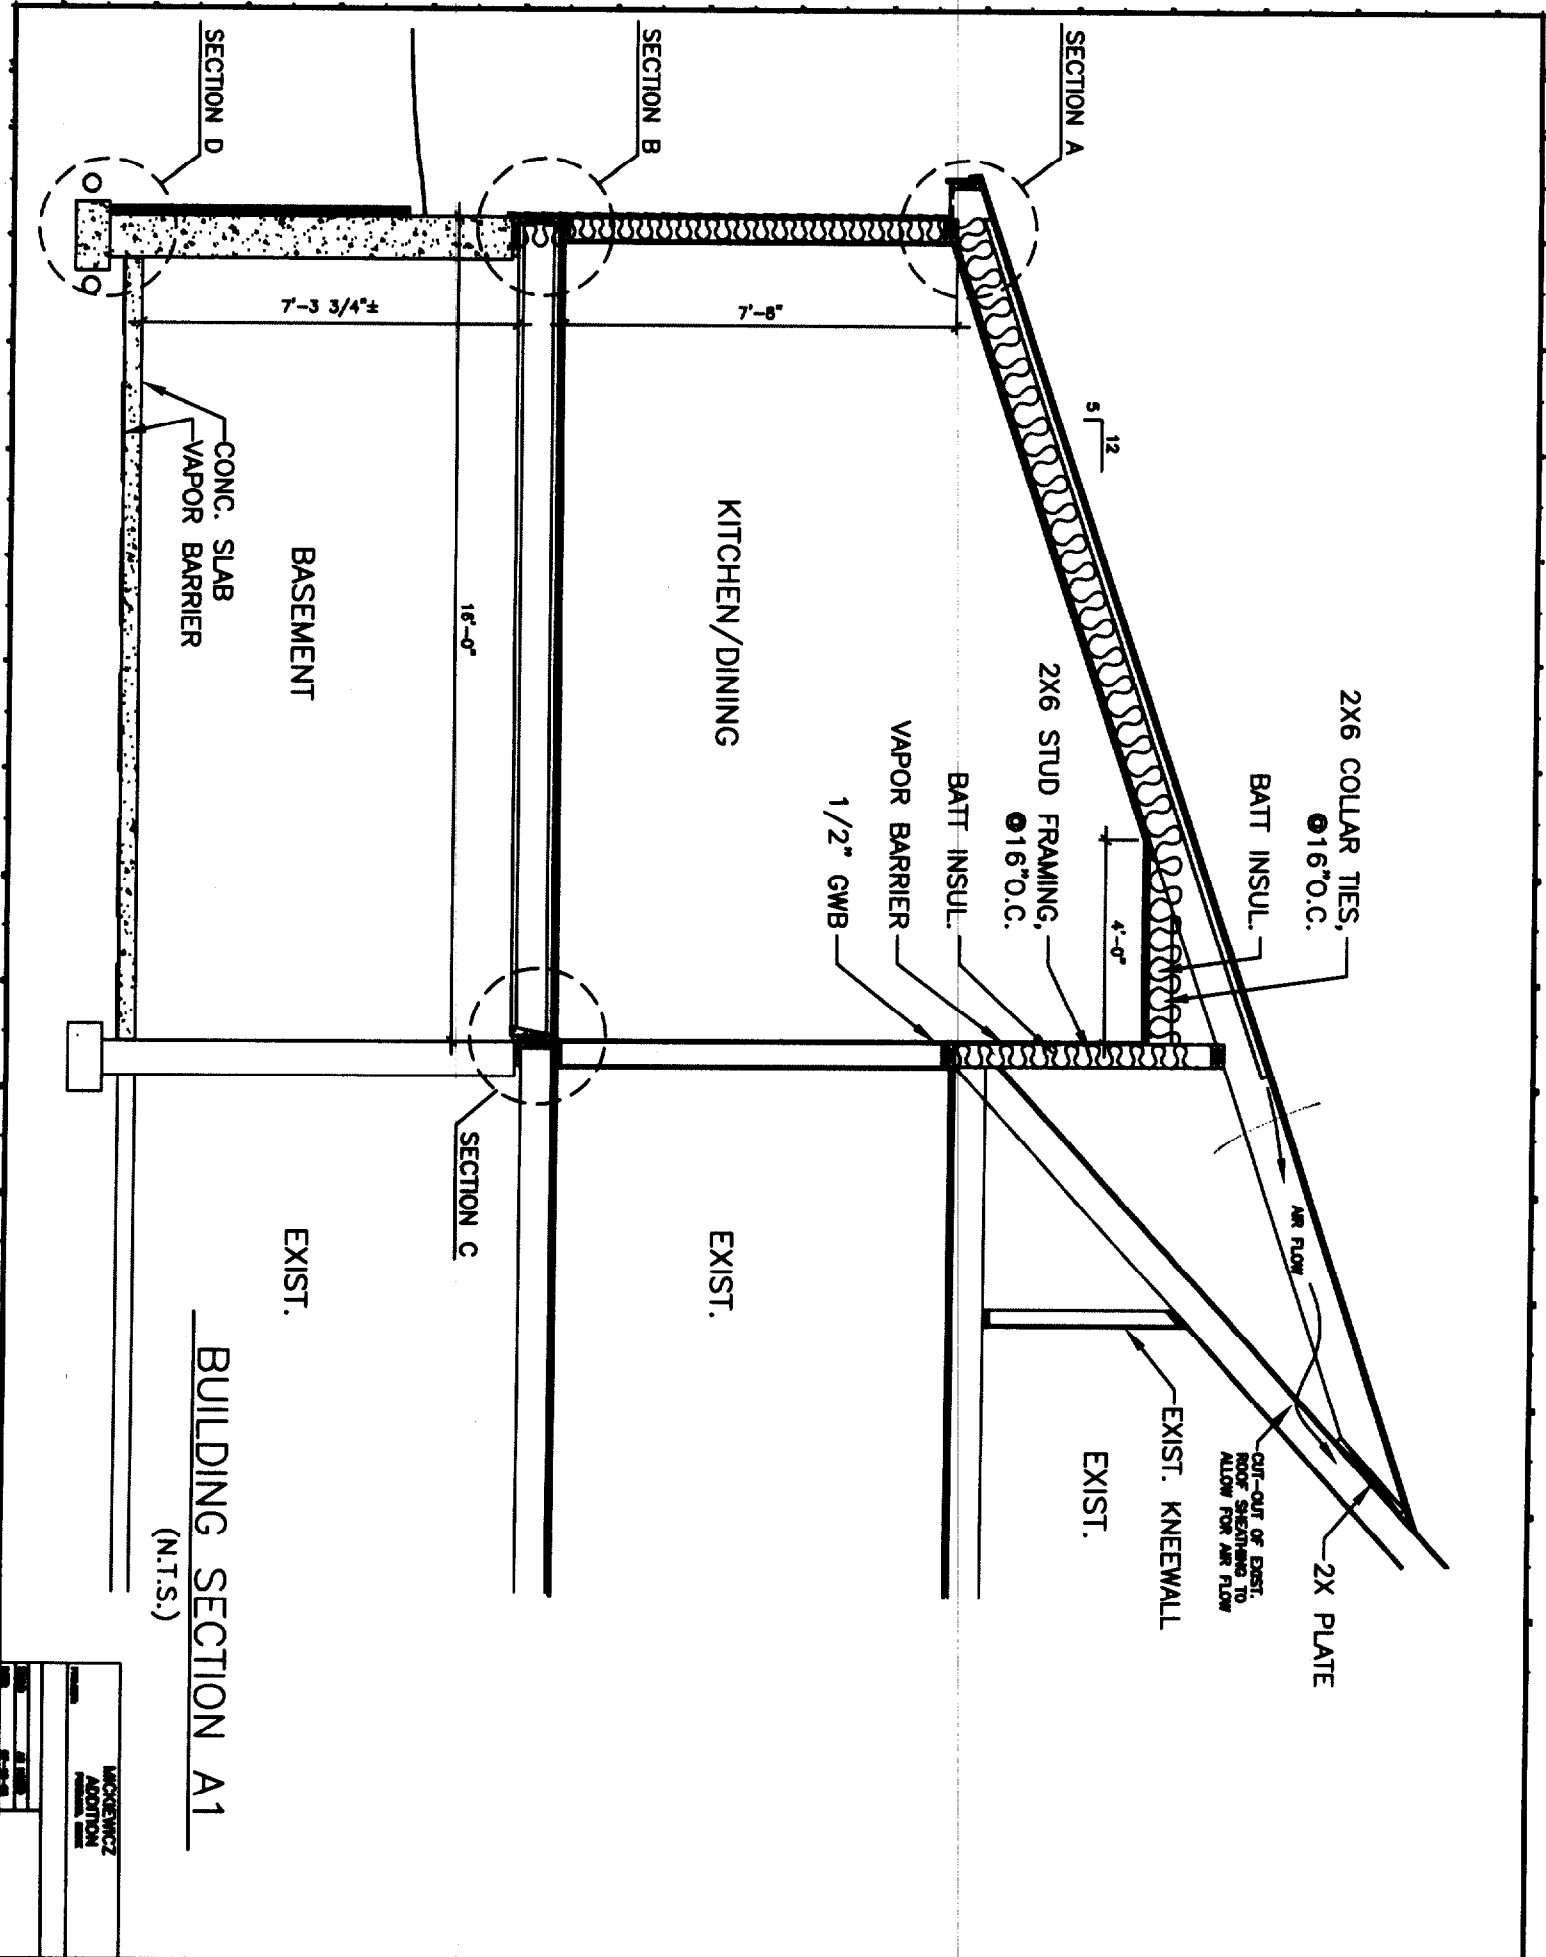 SECTION A
SECTION B
SECTION D
5
12
2X6 COLLAR TIES,
@16"O.C.
BATT INSUL.
2X6 STUD FRAMING,
@16"O.C.
BATT INSUL.
VAPOR BARRIER
1/2" GWB
4'-0"
AIR FLOW
2X PLATE
CUT-OUT OF EXIST.
ROOF SHEATHING TO
ALLOW FOR AIR FLOW
EXIST. KNEEWALL
EXIST.
KITCHEN/DINING
EXIST.
7'-3 3/4"±
16'-0"
SECTION C
BASEMENT
EXIST.
CONC. SLAB
VAPOR BARRIER
BUILDING SECTION A1
(N.T.S.)
MICKIEWICZ
ADDITION